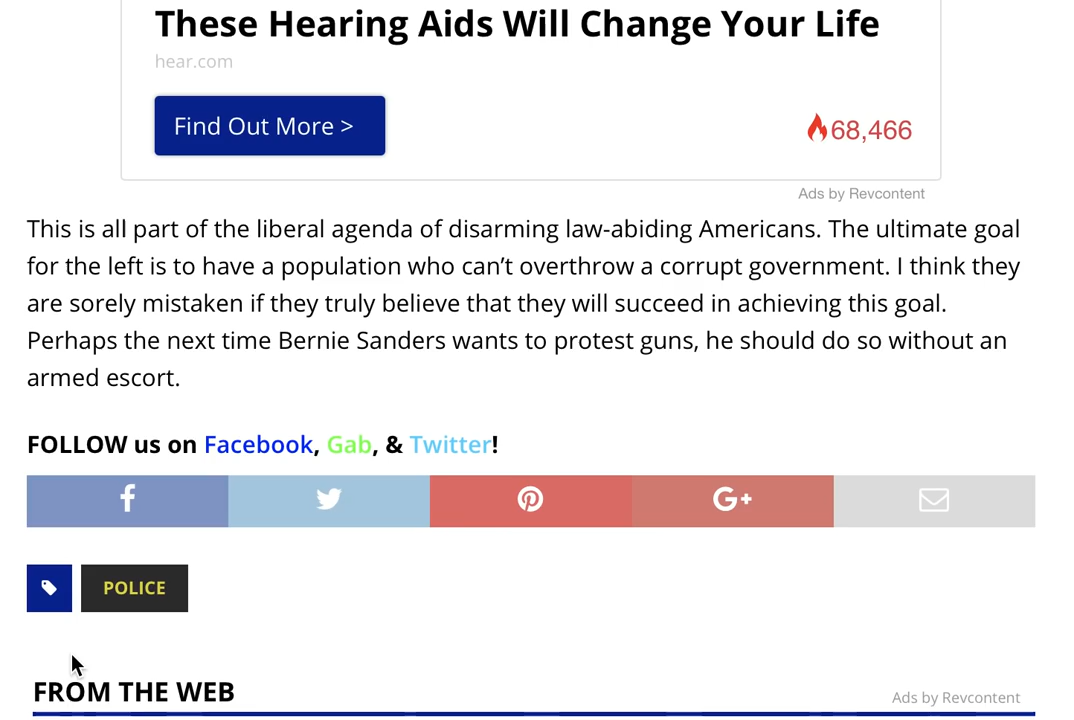 These Hearing Aids Will Change Your Life
hear.com
Find Out More >
68,466
Ads by Revcontent
This is all part of the liberal agenda of disarming law-abiding Americans. The ultimate goal
for the left is to have a population who can’t overthrow a corrupt government. I think they
are sorely mistaken if they truly believe that they will succeed in achieving this goal.
Perhaps the next time Bernie Sanders wants to protest guns, he should do so without an
armed escort.
FOLLOW us on Facebook, Gab, & Twitter!
G+
POLICE
FROM THE WEB
Ads by Revcontent